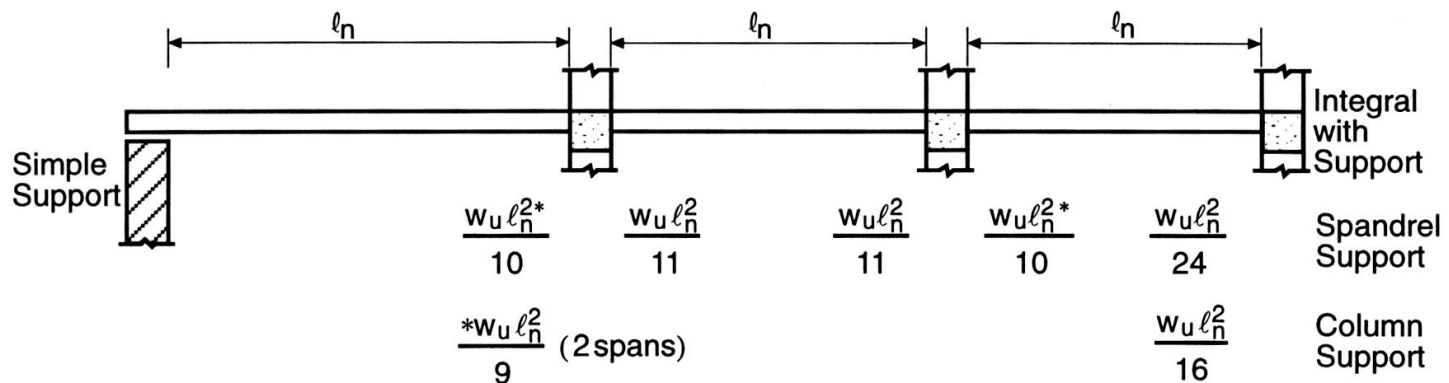 ℓn ℓn ℓn
Integral
with
Support
Simple
Support
wuℓn²*/10 wuℓn²/11 wuℓn²/11 wuℓn²*/10 wuℓn²/24
Spandrel
Support
*wuℓn²/9 (2 spans) wuℓn²/16
Column
Support